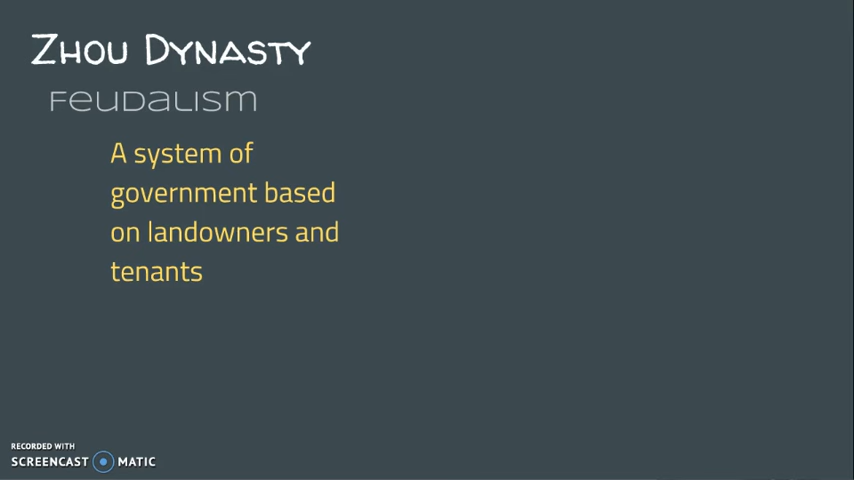 Zhou Dynasty
Feudalism
A system of
government based
on landowners and
tenants
RECORDED WITH
SCREENCAST MATIC